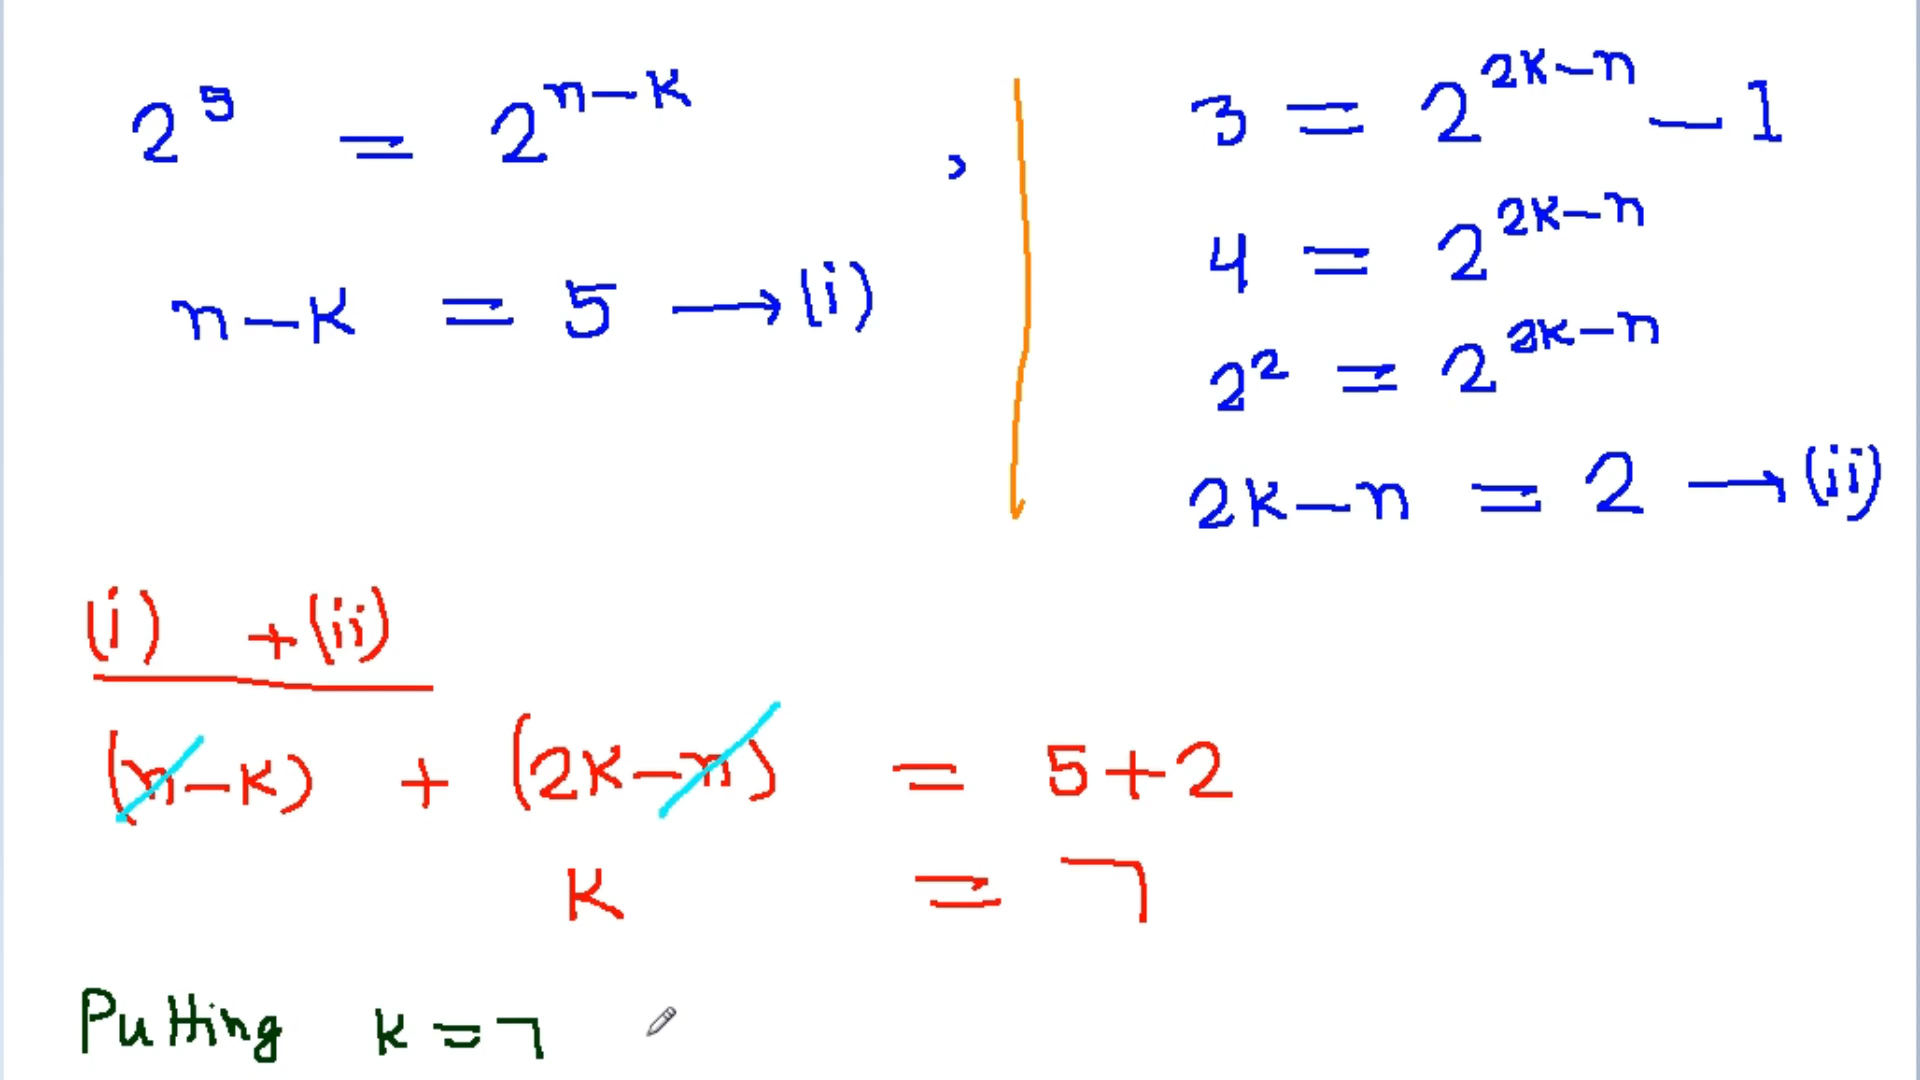 2^5 = 2^{n-k} ,
n-k = 5 → (i)
3 = 2^{2k-n} - 1
4 = 2^{2k-n}
2^2 = 2^{2k-n}
2k-n = 2 → (ii)
(i) + (ii)
(n-k) + (2k-n) = 5+2
k = 7
Putting k=7